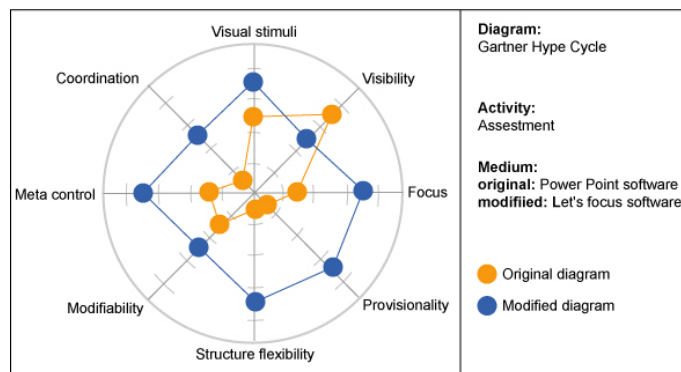 Visual stimuli
Coordination
Visibility
Meta control
Focus
Modifiability
Provisionality
Structure flexibility
Diagram:
Gartner Hype Cycle
Activity:
Assestment
Medium:
original: Power Point software
modifiied: Let's focus software
Original diagram
Modified diagram